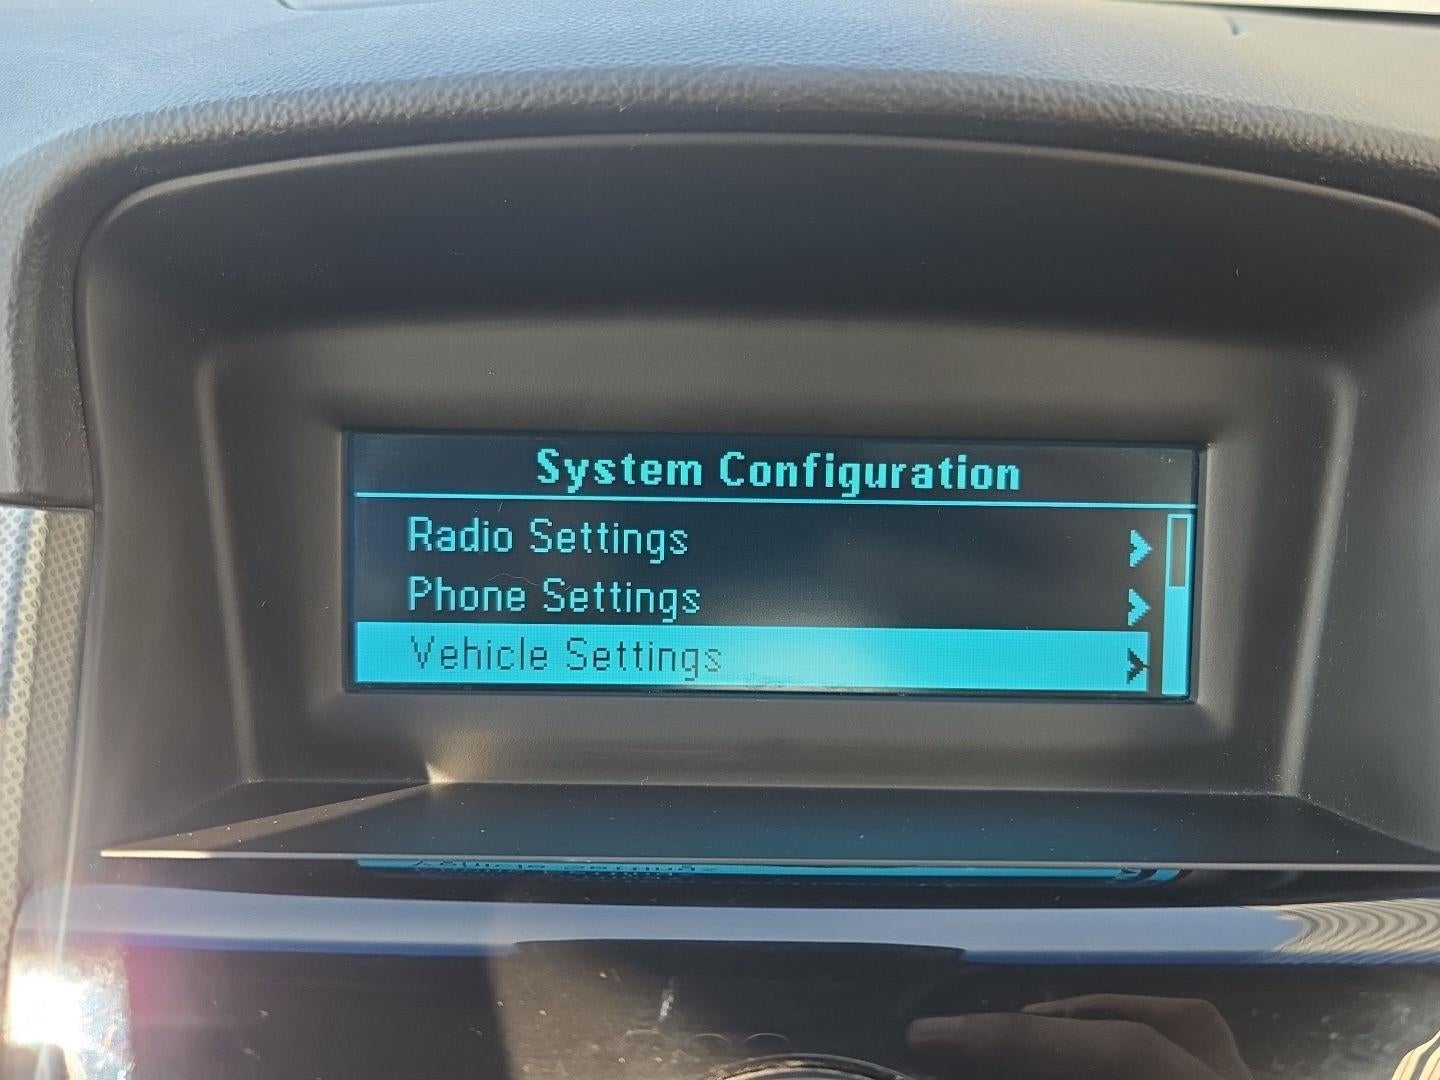 System Configuration
Radio Settings
Phone Settings
Vehicle Settings